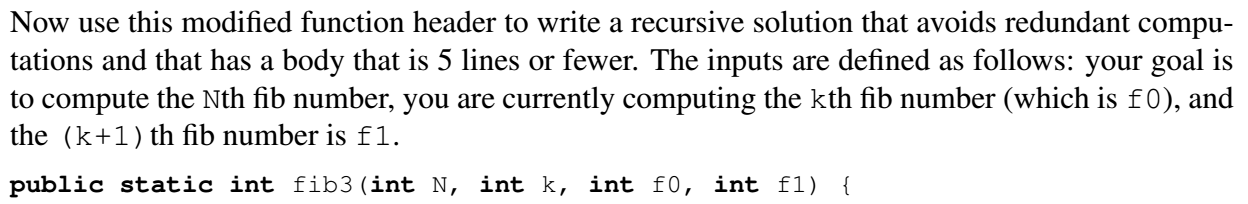 Now use this modified function header to write a recursive solution that avoids redundant compu-
tations and that has a body that is 5 lines or fewer. The inputs are defined as follows: your goal is
to compute the Nth fib number, you are currently computing the kth fib number (which is f0), and
the (k+1)th fib number is f1.
public static int fib3(int N, int k, int f0, int f1) {